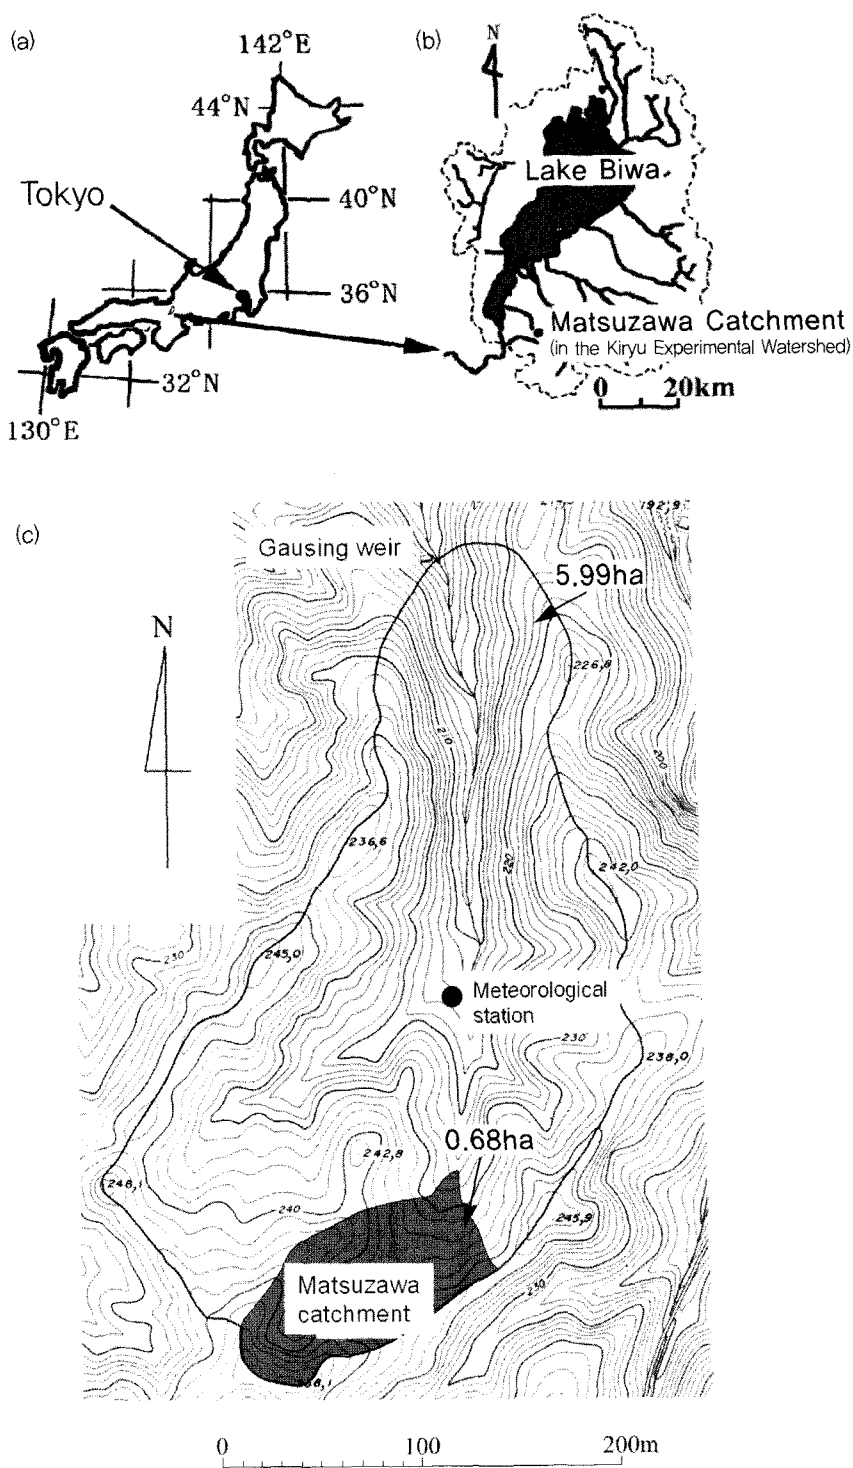 (a)
142°E
44°N
Tokyo
40°N
36°N
32°N
130°E
(b)
N
Lake Biwa
Matsuzawa Catchment
(in the Kiryu Experimental Watershed)
0 20km
(c)
192,9
Gausing weir
5.99ha
N
226,8
210
200
236,6
220
242,0
230
245,0
Meteorological
station
230
238,0
0.68ha
242,8
248,1
240
245,9
Matsuzawa
catchment
230
0 100 200m